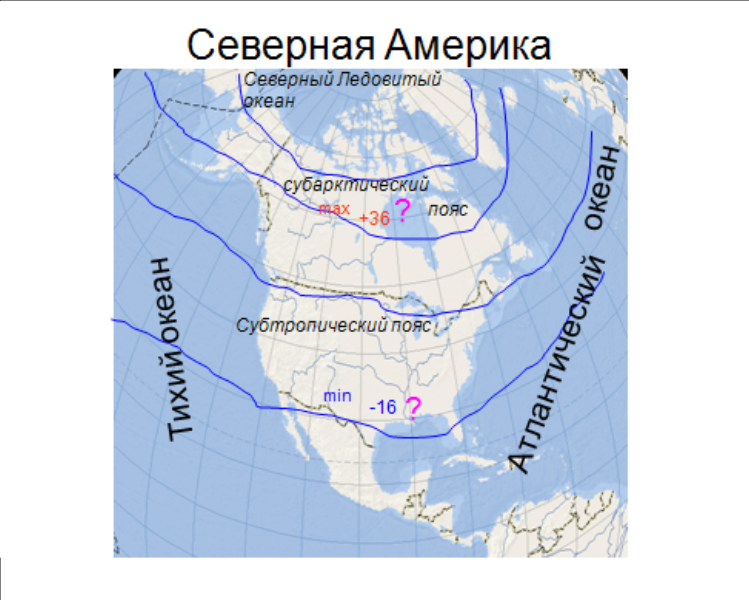 Северная Америка
Северный Ледовитый
океан
субарктический
пояс
max +36 ?
Субтропический пояс
min -16 ?
Тихий океан
Атлантический океан